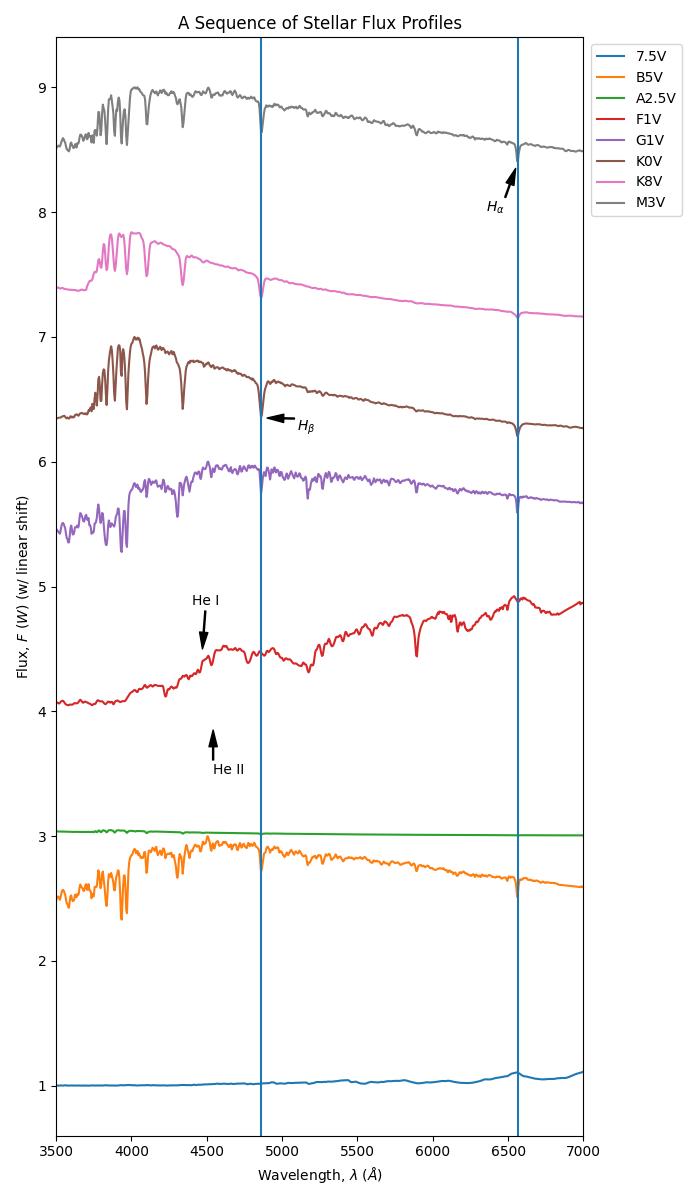 A Sequence of Stellar Flux Profiles
7.5V
B5V
A2.5V
F1V
G1V
K0V
K8V
M3V
9
8
7
6
5
4
3
2
1
Flux, F (W) (w/ linear shift)
Hα
Hβ
He I
He II
3500 4000 4500 5000 5500 6000 6500 7000
Wavelength, λ (Å)